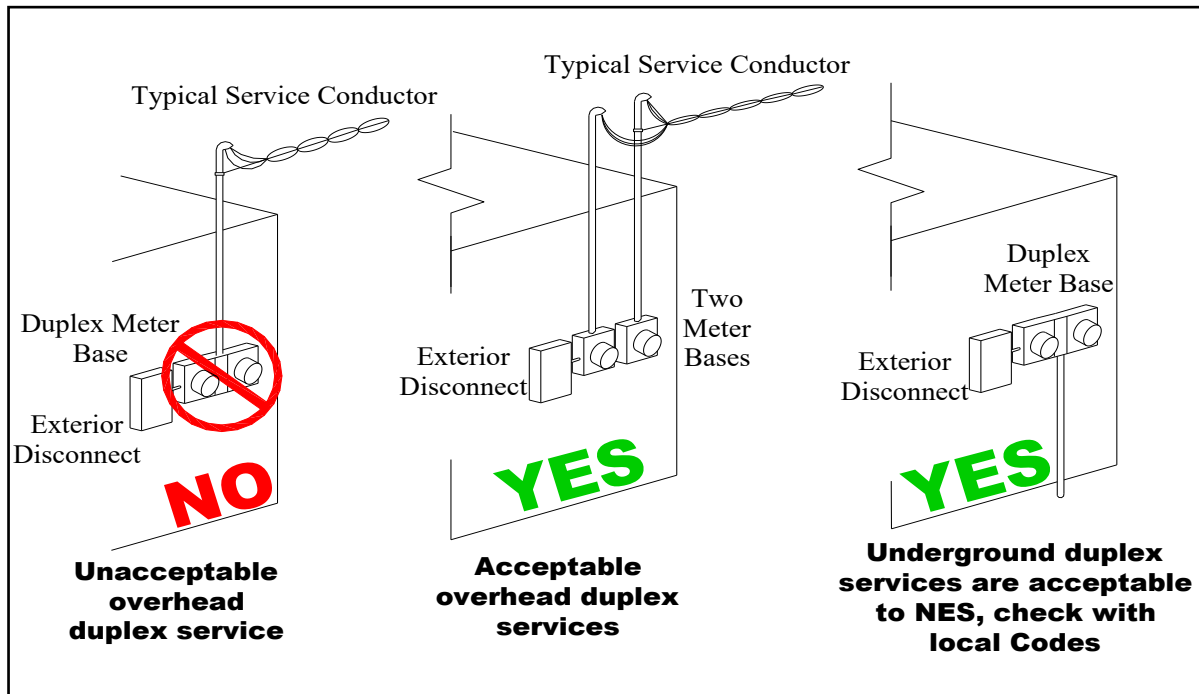 Typical Service Conductor
Duplex Meter
Base
Exterior
Disconnect
NO
Unacceptable
overhead
duplex service
Typical Service Conductor
Two
Meter
Bases
Exterior
Disconnect
YES
Acceptable
overhead duplex
services
Duplex
Meter Base
Exterior
Disconnect
YES
Underground duplex
services are acceptable
to NES, check with
local Codes